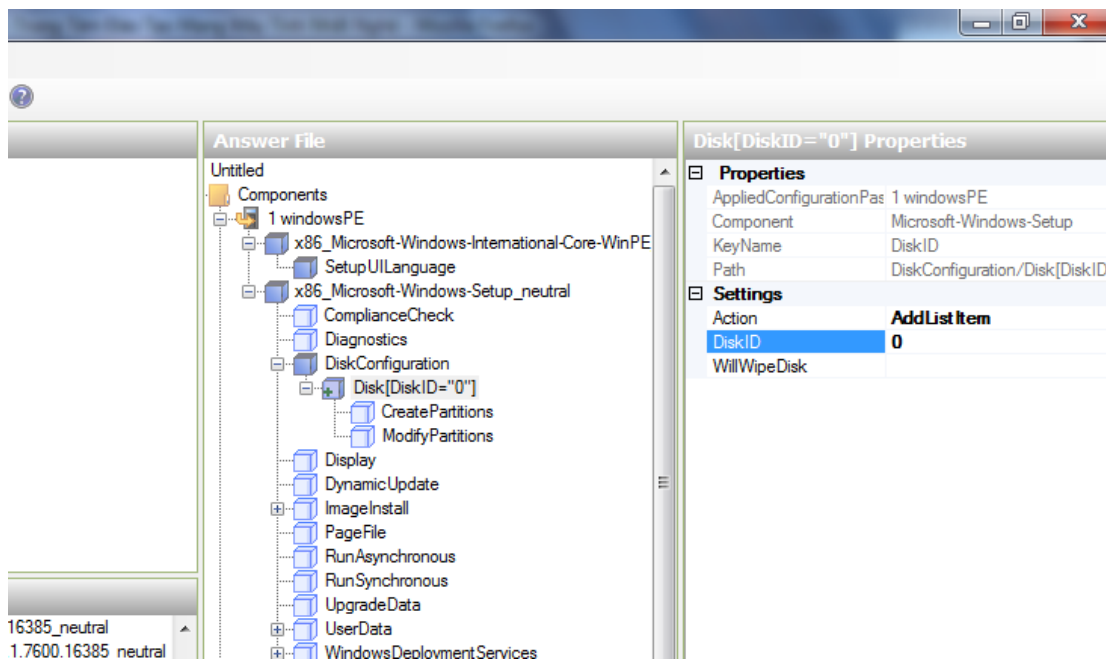 ?
Answer File
Untitled
Components
1 windowsPE
x86_Microsoft-Windows-International-Core-WinPE
SetupUILanguage
x86_Microsoft-Windows-Setup_neutral
ComplianceCheck
Diagnostics
DiskConfiguration
Disk[DiskID="0"]
CreatePartitions
ModifyPartitions
Display
DynamicUpdate
ImageInstall
PageFile
RunAsynchronous
RunSynchronous
UpgradeData
UserData
WindowsDeploymentServices
Disk[DiskID="0"] Properties
Properties
AppliedConfigurationPas 1 windowsPE
Component Microsoft-Windows-Setup
KeyName DiskID
Path DiskConfiguration/Disk[DiskID
Settings
Action AddListItem
DiskID 0
WillWipeDisk
16385_neutral
.1.7600.16385_neutral